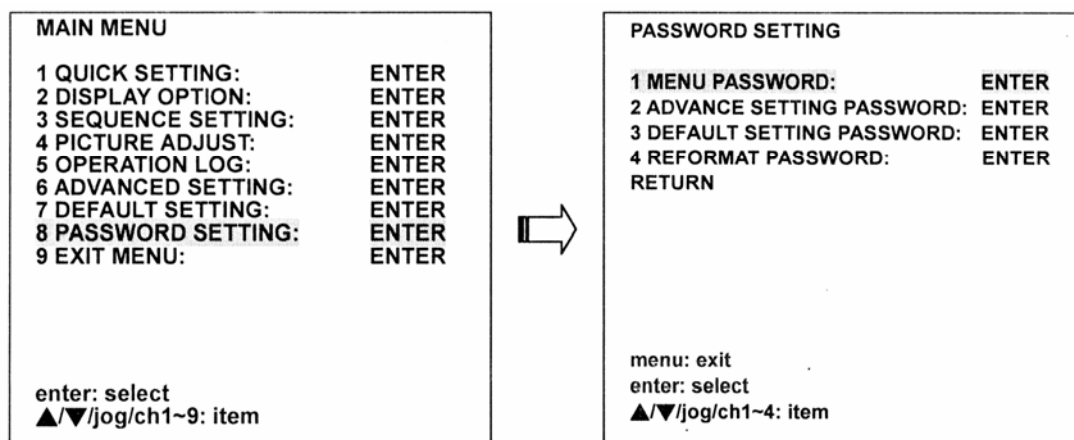 MAIN MENU
1 QUICK SETTING: ENTER
2 DISPLAY OPTION: ENTER
3 SEQUENCE SETTING: ENTER
4 PICTURE ADJUST: ENTER
5 OPERATION LOG: ENTER
6 ADVANCED SETTING: ENTER
7 DEFAULT SETTING: ENTER
8 PASSWORD SETTING: ENTER
9 EXIT MENU: ENTER
enter: select
▲/▼/jog/ch1~9: item
PASSWORD SETTING
1 MENU PASSWORD: ENTER
2 ADVANCE SETTING PASSWORD: ENTER
3 DEFAULT SETTING PASSWORD: ENTER
4 REFORMAT PASSWORD: ENTER
RETURN
menu: exit
enter: select
▲/▼/jog/ch1~4: item